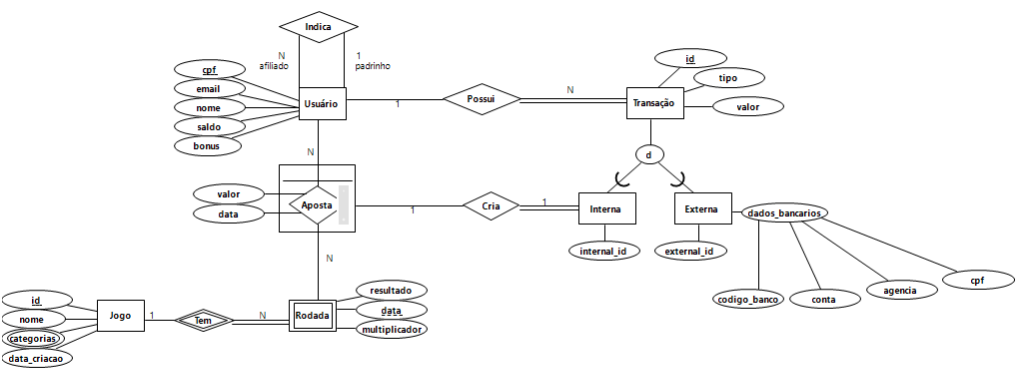 Indica
N
afiliado
1
padrinho
cpf
email
nome
saldo
bonus
Usuário
1
Possui
N
Transação
id
tipo
valor
d
N
valor
data
Aposta
1
Cria
1
Interna
Externa
internal_id
external_id
dados_bancarios
codigo_banco
conta
agencia
cpf
N
id
nome
categorias
data_criacao
Jogo
1
Tem
N
Rodada
resultado
data
multiplicador